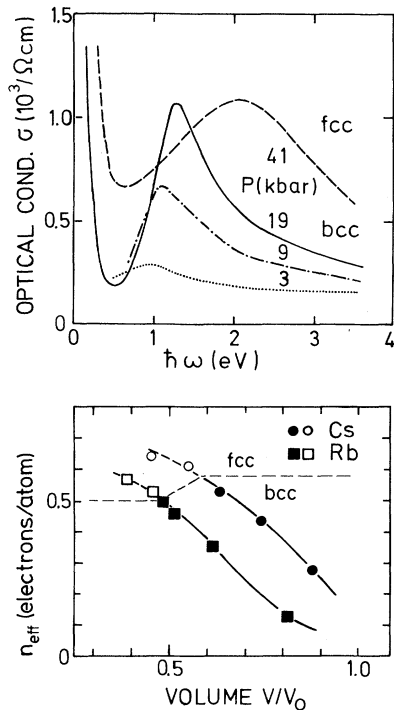 OPTICAL COND. σ (10³/Ωcm)
1.5
1.0
0.5
0
fcc
41
P(kbar)
19
bcc
9
3
0 1 2 3 4
ħω (eV)
n_eff (electrons/atom)
0.5
0
● ○ Cs
■ □ Rb
fcc
bcc
0.5 1.0
VOLUME V/V₀